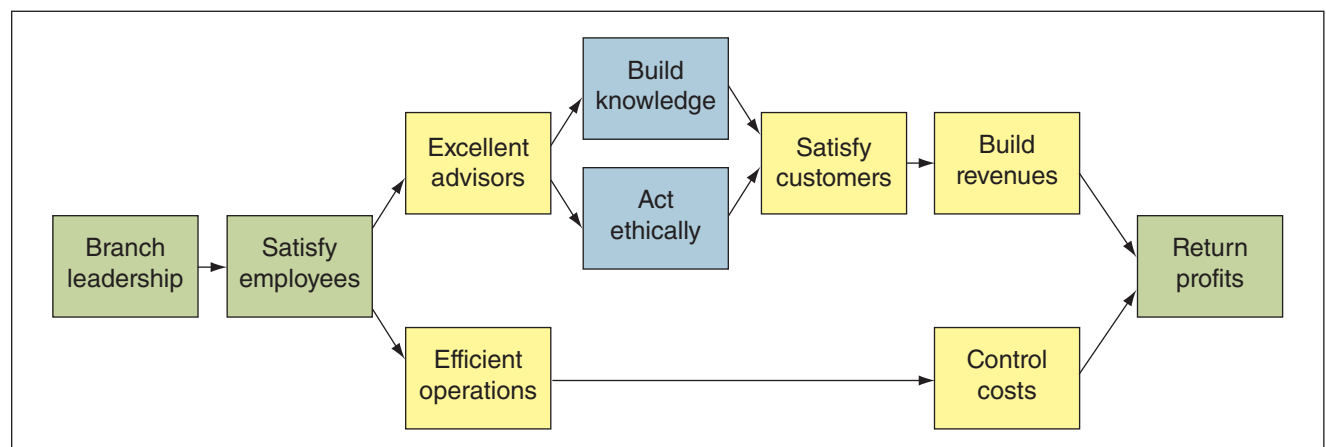 Branch
leadership
Satisfy
employees
Excellent
advisors
Build
knowledge
Act
ethically
Satisfy
customers
Build
revenues
Efficient
operations
Control
costs
Return
profits